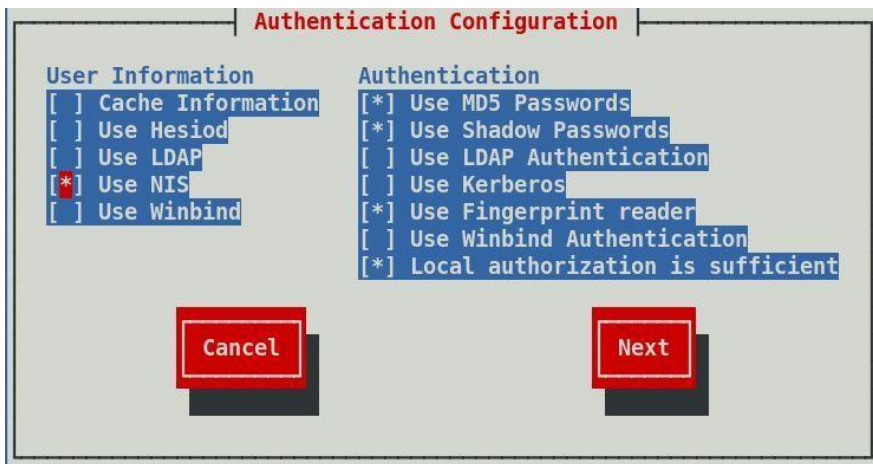 Authentication Configuration
User Information
[ ] Cache Information
[ ] Use Hesiod
[ ] Use LDAP
[*] Use NIS
[ ] Use Winbind
Authentication
[*] Use MD5 Passwords
[*] Use Shadow Passwords
[ ] Use LDAP Authentication
[ ] Use Kerberos
[*] Use Fingerprint reader
[ ] Use Winbind Authentication
[*] Local authorization is sufficient
Cancel
Next